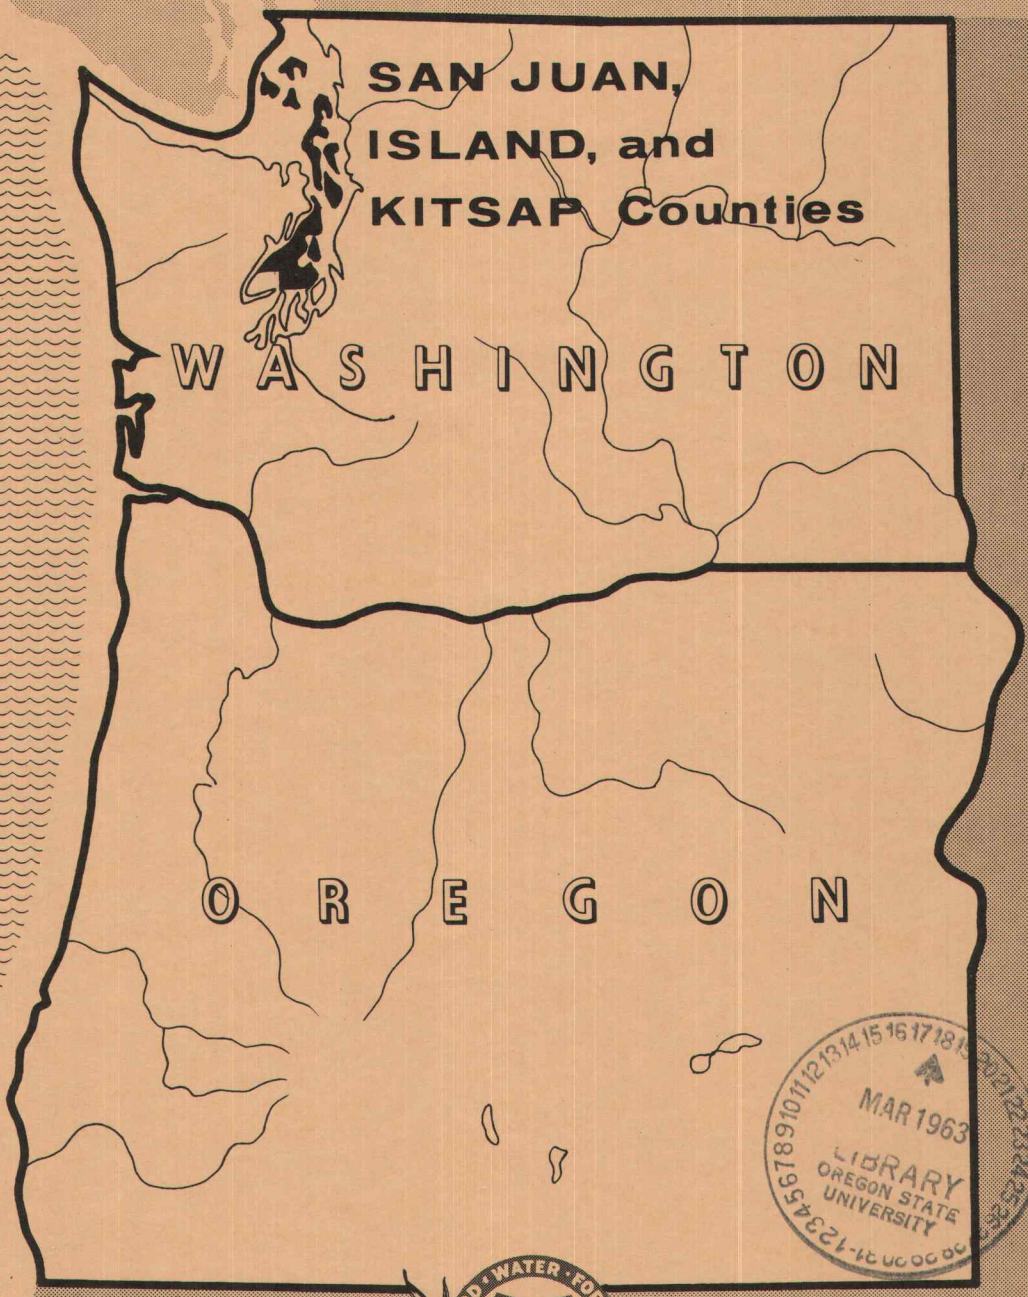 SAN JUAN,
ISLAND, and
KITSAP Counties
WASHINGTON
OREGON
MAR 1963
LIBRARY
OREGON STATE
UNIVERSITY
WATER